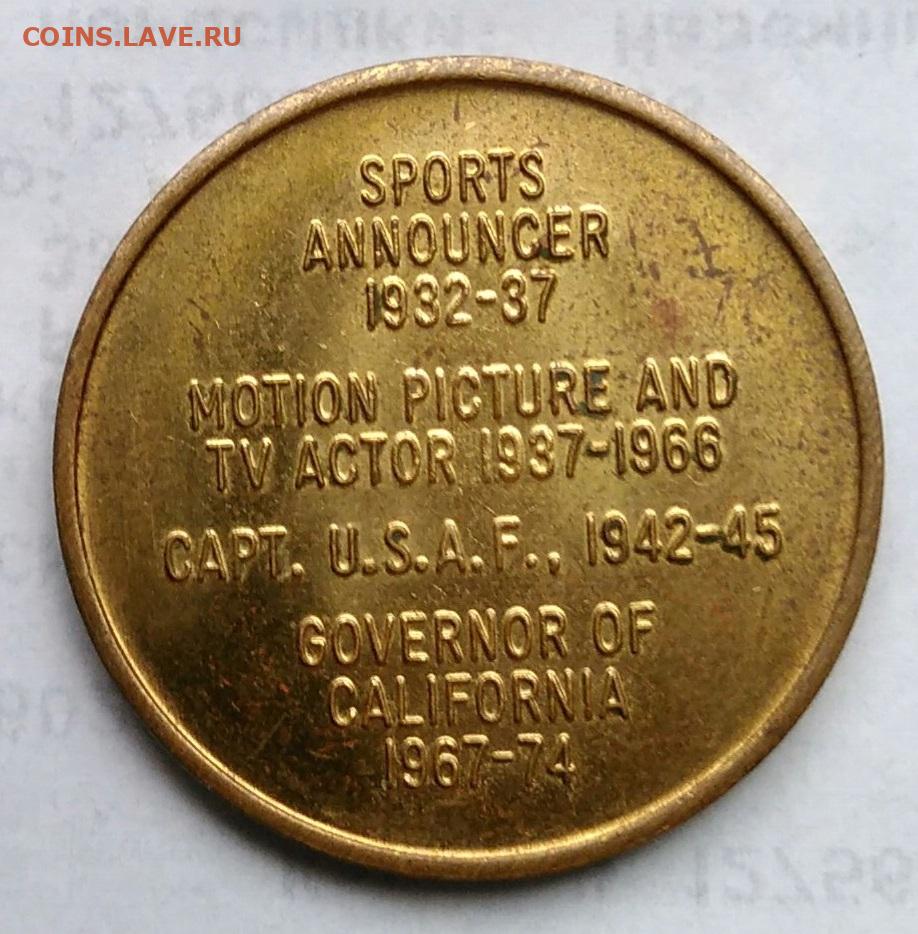 COINS.LAVE.RU
SPORTS
ANNOUNCER
1932-37
MOTION PICTURE AND
TV ACTOR 1937-1966
CAPT. U.S.A.F., 1942-45
GOVERNOR OF
CALIFORNIA
1967-74